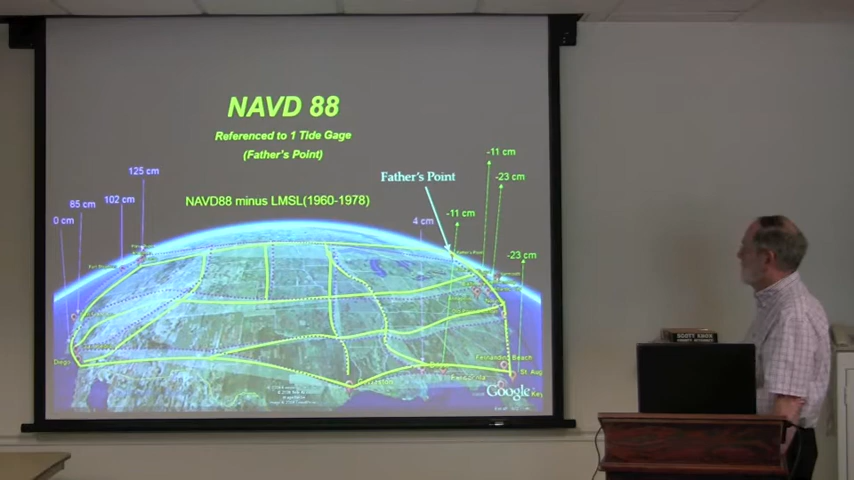 NAVD 88
Referenced to 1 Tide Gage
(Father's Point)
NAVD88 minus LMSL(1960-1978)
Father's Point
125 cm
102 cm
85 cm
0 cm
4 cm
-11 cm
-11 cm
-23 cm
-23 cm
Fernandina Beach
St. Aug
Galveston
Key
Google